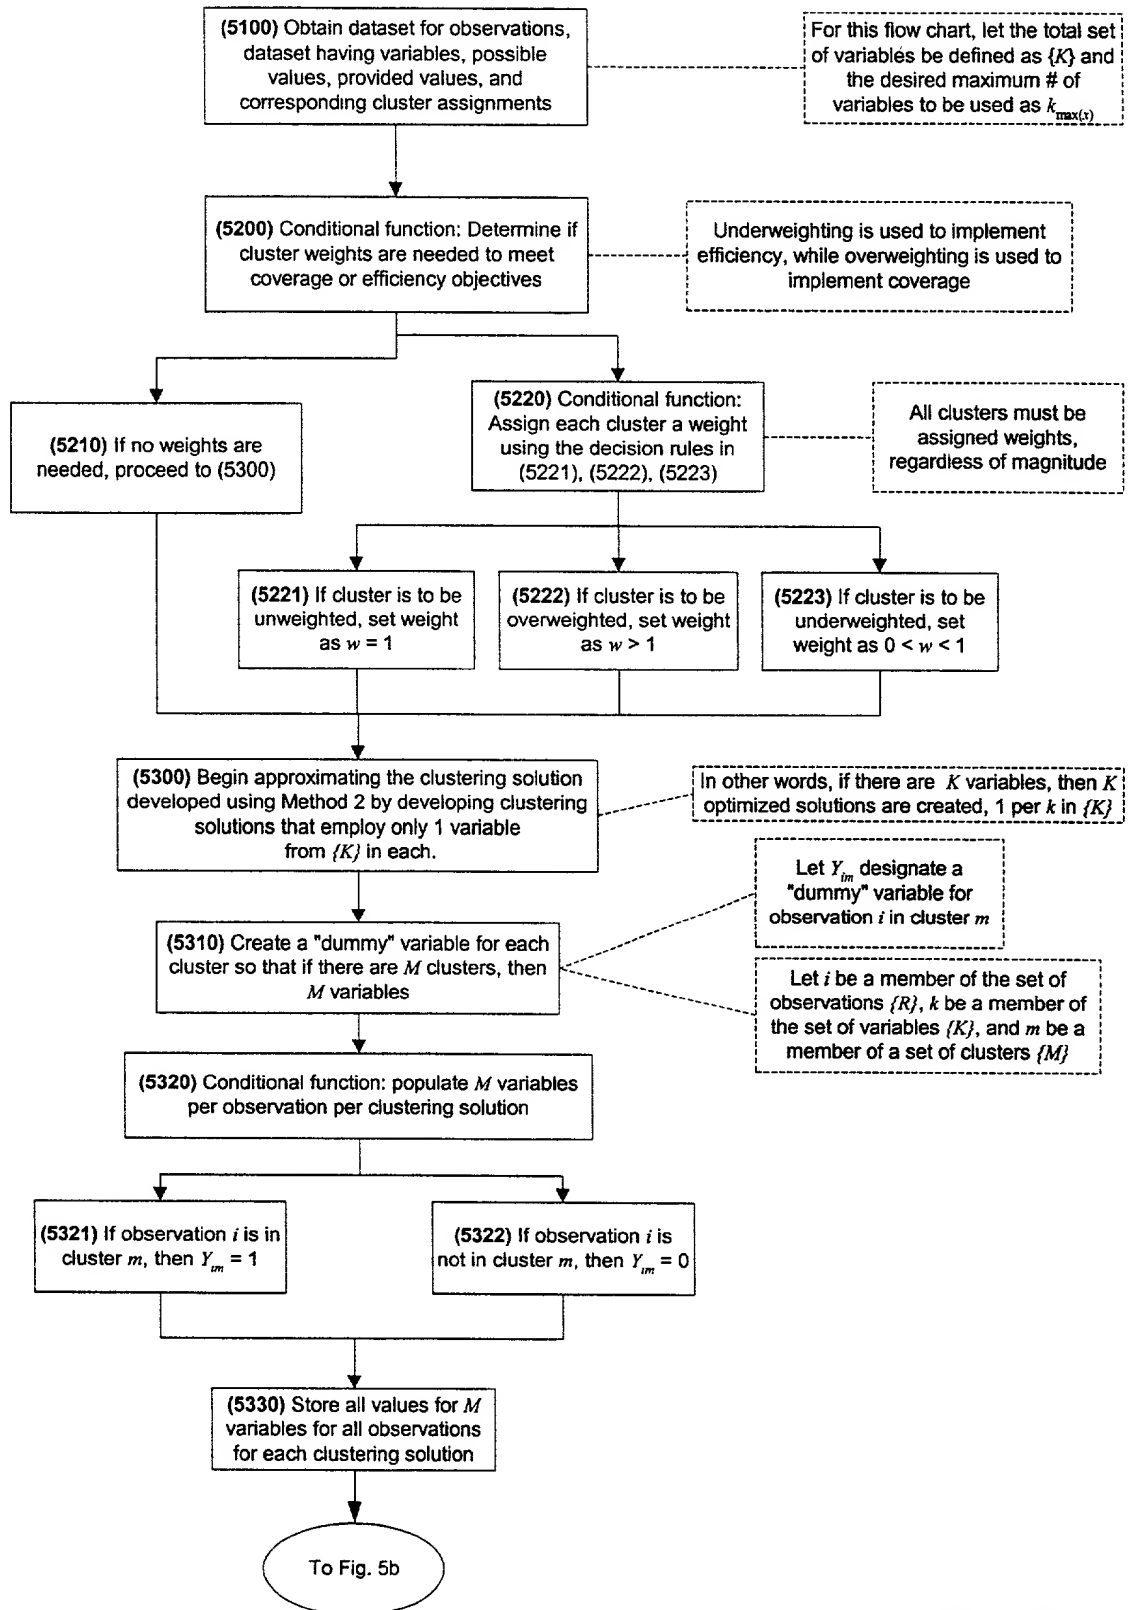 (5100) Obtain dataset for observations,
dataset having variables, possible
values, provided values, and
corresponding cluster assignments
For this flow chart, let the total set
of variables be defined as {K} and
the desired maximum # of
variables to be used as k max(x)
(5200) Conditional function: Determine if
cluster weights are needed to meet
coverage or efficiency objectives
Underweighting is used to implement
efficiency, while overweighting is used to
implement coverage
(5210) If no weights are
needed, proceed to (5300)
(5220) Conditional function:
Assign each cluster a weight
using the decision rules in
(5221), (5222), (5223)
All clusters must be
assigned weights,
regardless of magnitude
(5221) If cluster is to be
unweighted, set weight
as w = 1
(5222) If cluster is to be
overweighted, set weight
as w > 1
(5223) If cluster is to be
underweighted, set
weight as 0 < w < 1
(5300) Begin approximating the clustering solution
developed using Method 2 by developing clustering
solutions that employ only 1 variable
from {K} in each.
In other words, if there are K variables, then K
optimized solutions are created, 1 per k in {K}
Let Yim designate a
"dummy" variable for
observation i in cluster m
(5310) Create a "dummy" variable for each
cluster so that if there are M clusters, then
M variables
Let i be a member of the set of
observations {R}, k be a member of
the set of variables {K}, and m be a
member of a set of clusters {M}
(5320) Conditional function: populate M variables
per observation per clustering solution
(5321) If observation i is in
cluster m, then Yim = 1
(5322) If observation i is
not in cluster m, then Yim = 0
(5330) Store all values for M
variables for all observations
for each clustering solution
To Fig. 5b